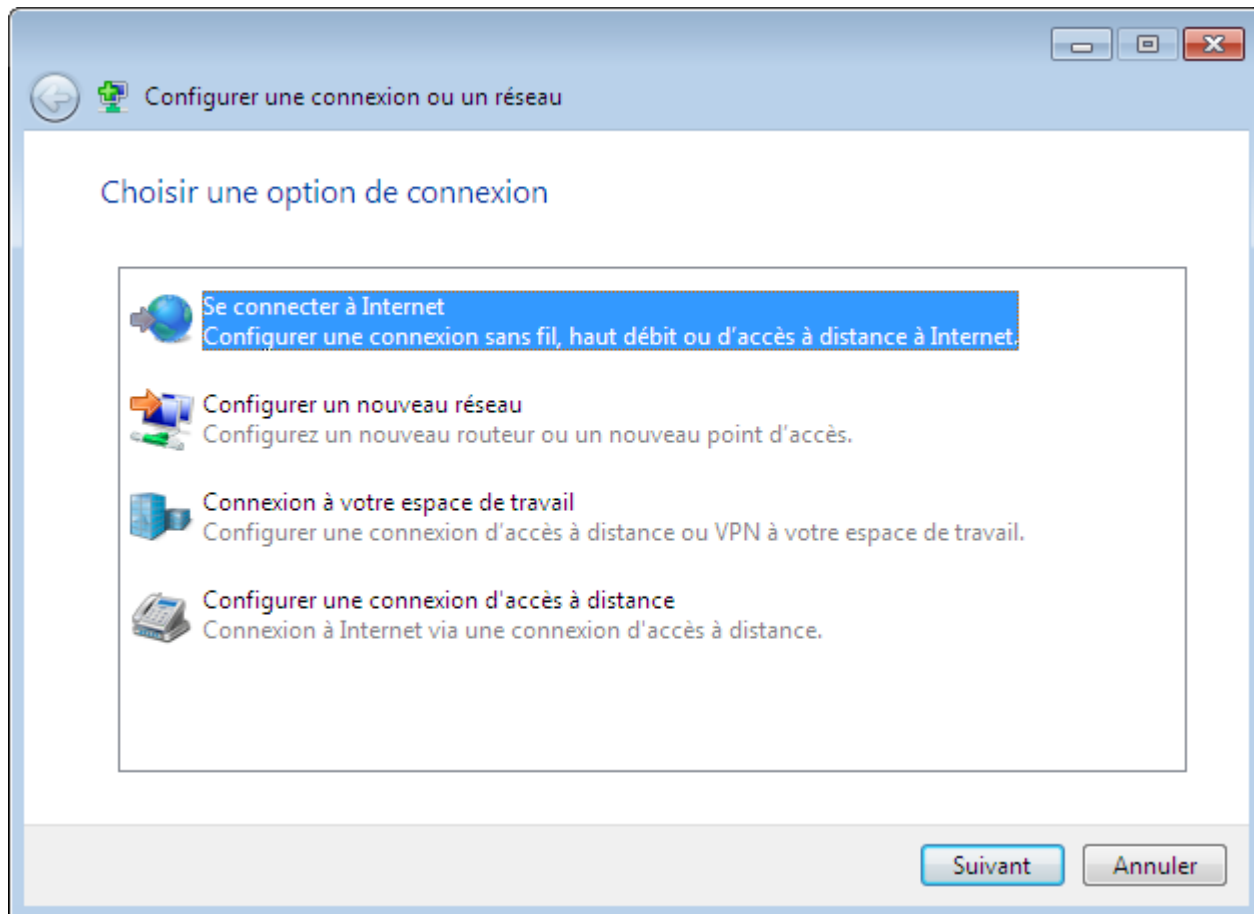 Configurer une connexion ou un réseau
Choisir une option de connexion
Se connecter à Internet
Configurer une connexion sans fil, haut débit ou d'accès à distance à Internet.
Configurer un nouveau réseau
Configurez un nouveau routeur ou un nouveau point d'accès.
Connexion à votre espace de travail
Configurer une connexion d'accès à distance ou VPN à votre espace de travail.
Configurer une connexion d'accès à distance
Connexion à Internet via une connexion d'accès à distance.
Suivant
Annuler